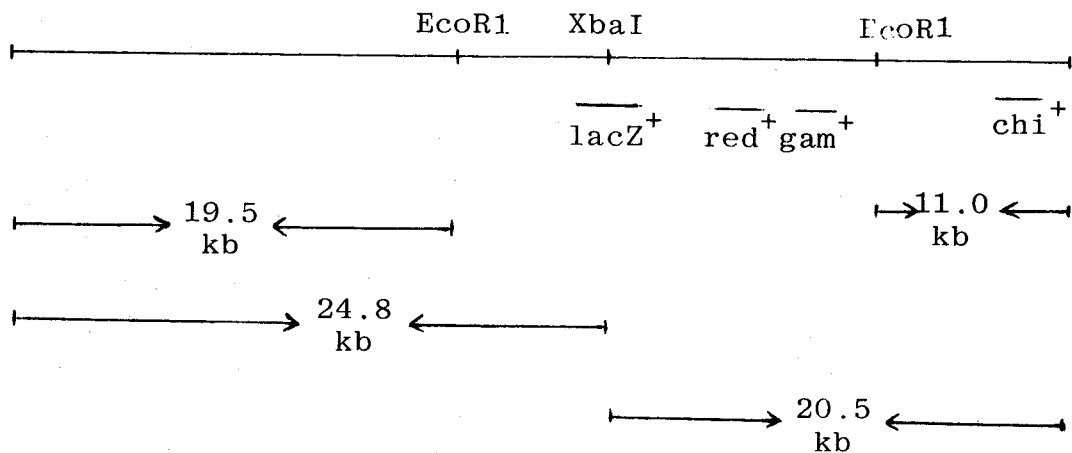 EcoR1 XbaI EcoR1
lacZ+ red+ gam+ chi+
19.5 kb
11.0 kb
24.8 kb
20.5 kb